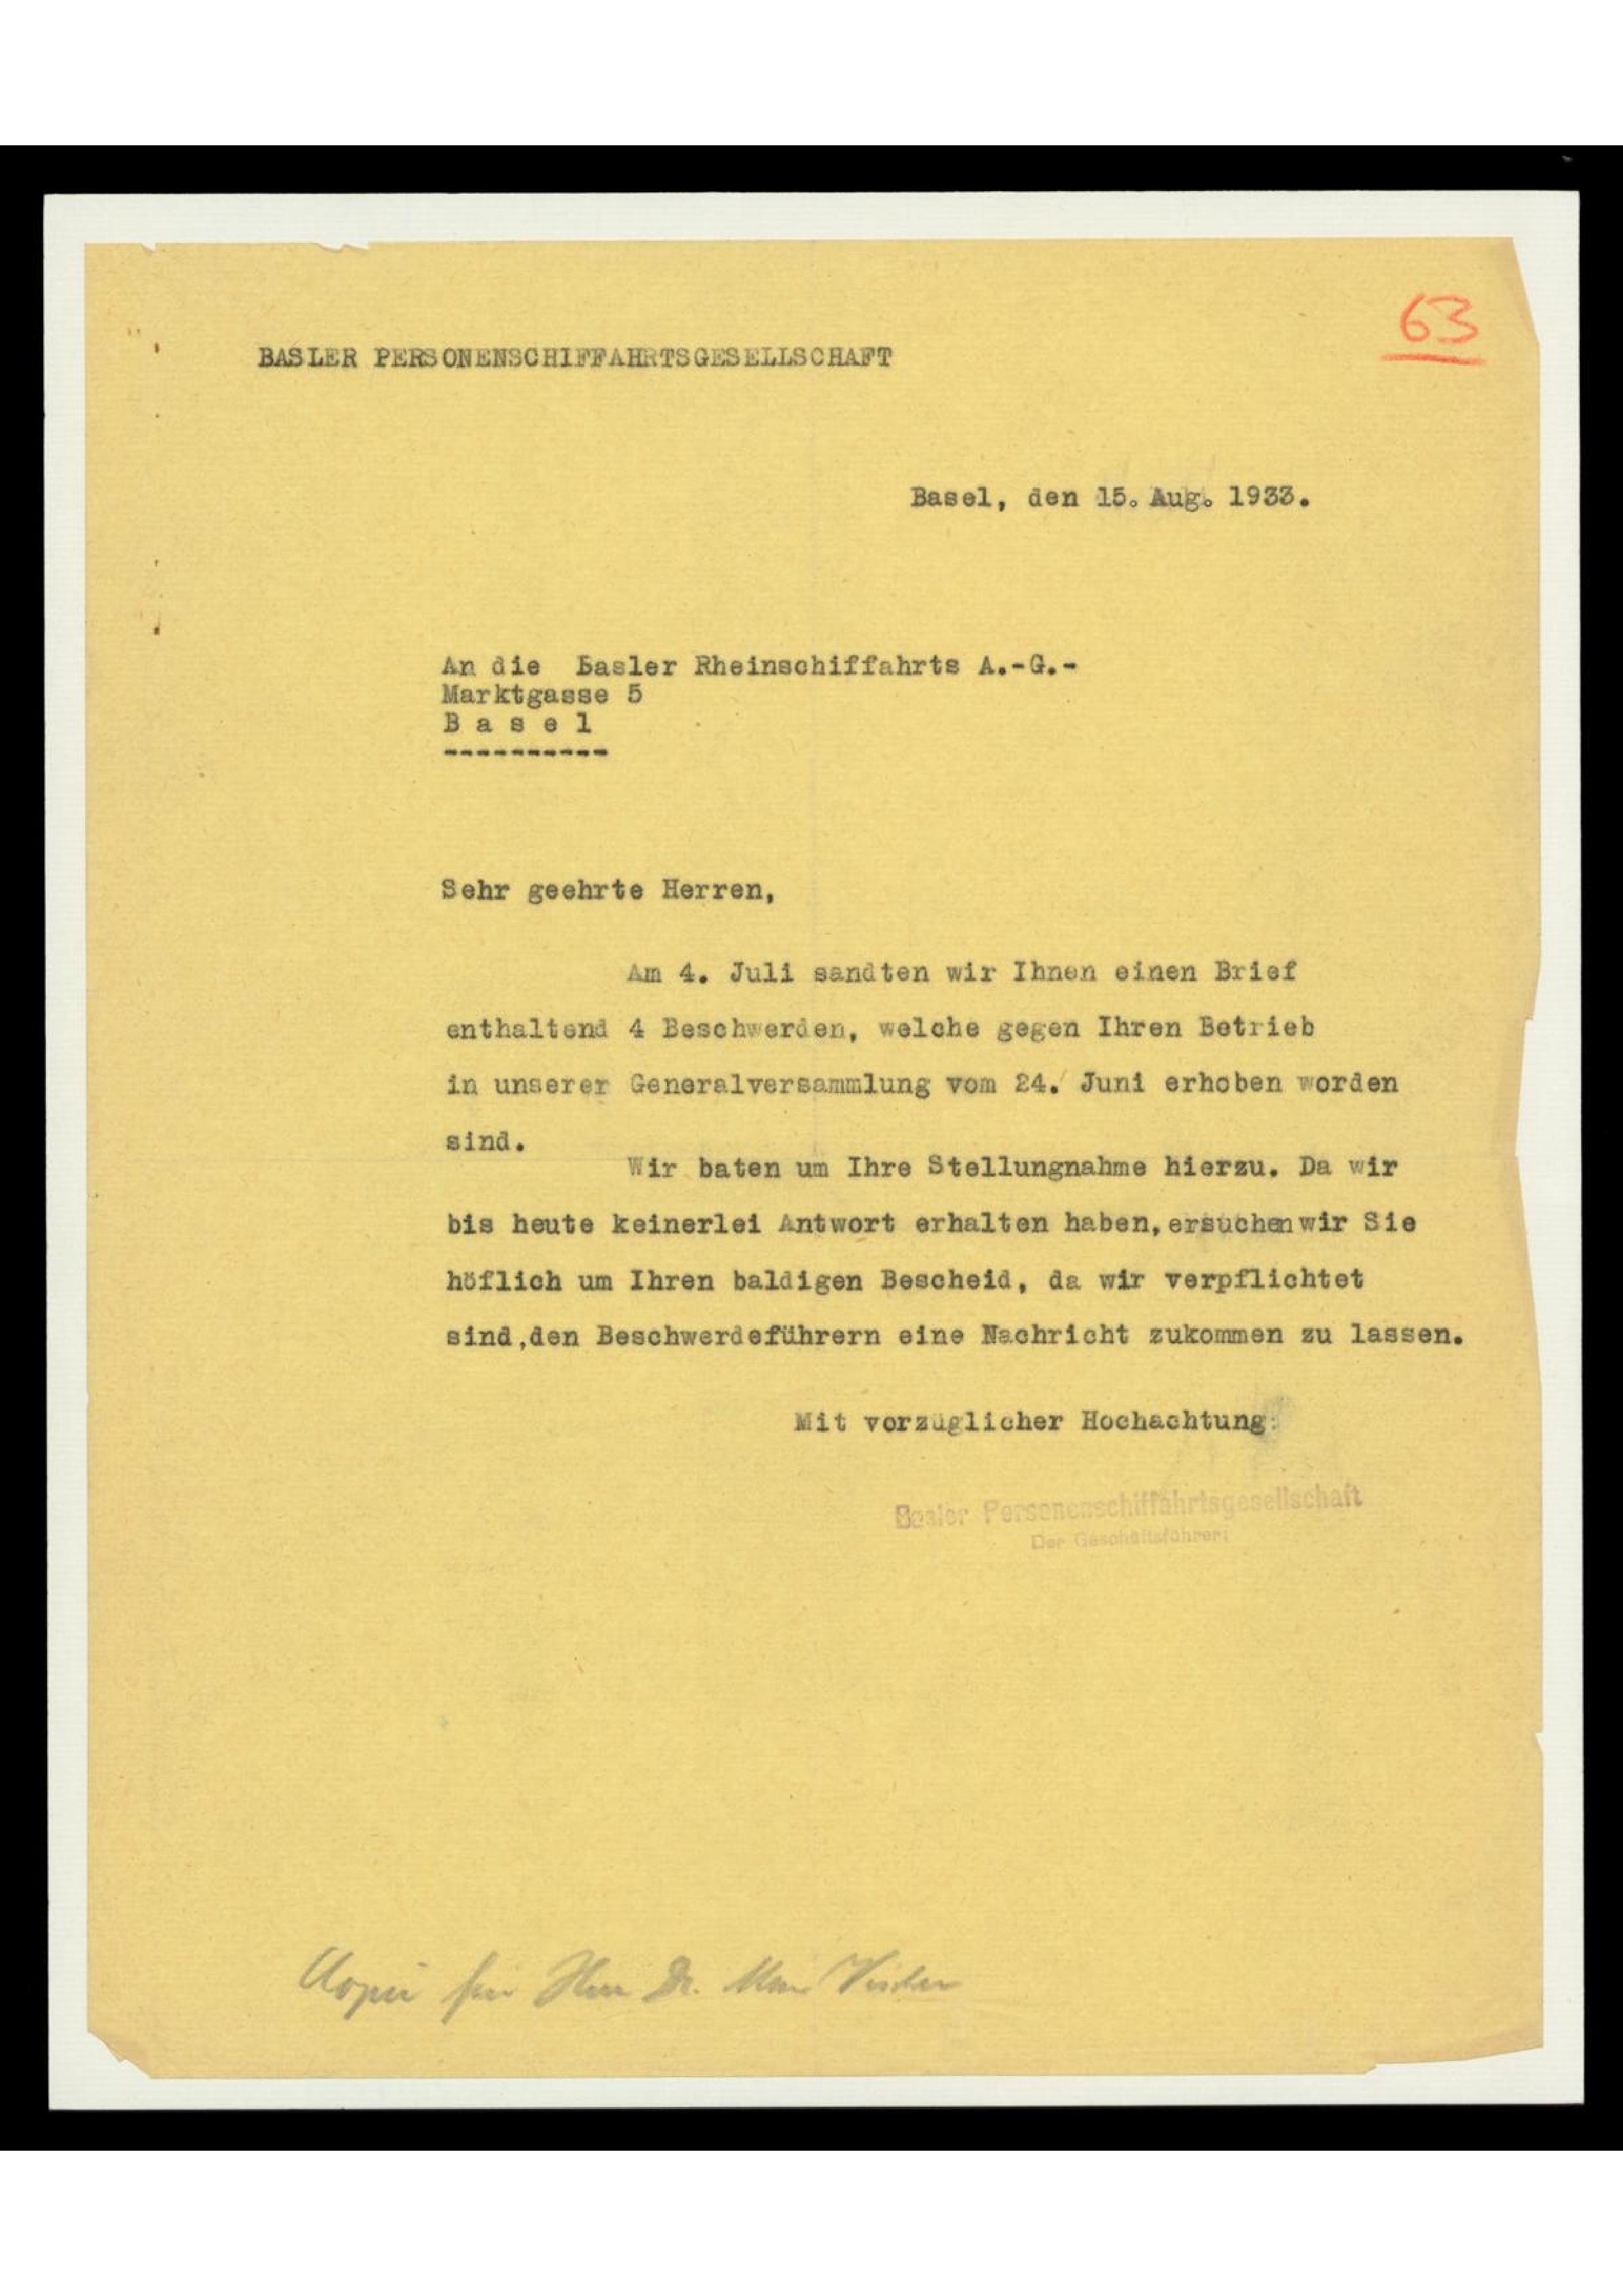 63
BASLER PERSONENSCHIFFAHRTSGESELLSCHAFT
Basel, den 15. Aug. 1933.
An die Basler Rheinschiffahrts A.-G.-
Marktgasse 5
B a s e l
----------
Sehr geehrte Herren,
Am 4. Juli sandten wir Ihnen einen Brief
enthaltend 4 Beschwerden, welche gegen Ihren Betrieb
in unserer Generalversammlung vom 24. Juni erhoben worden
sind.
Wir baten um Ihre Stellungnahme hierzu. Da wir
bis heute keinerlei Antwort erhalten haben, ersuchen wir Sie
höflich um Ihren baldigen Bescheid, da wir verpflichtet
sind,den Beschwerdeführern eine Nachricht zukommen zu lassen.
Mit vorzüglicher Hochachtung:
Basler Personenschiffahrtsgesellschaft
Der Geschäftsführer:
Copie für Herrn Dr. Vischer